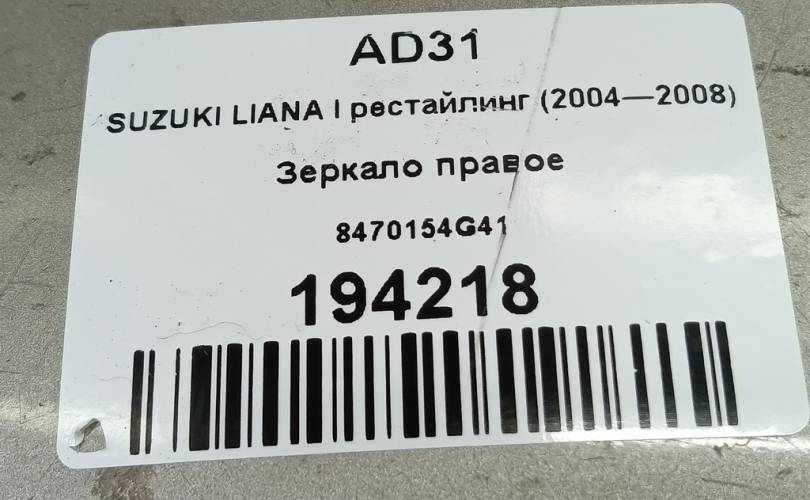 AD31
SUZUKI LIANA I рестайлинг (2004—2008)
Зеркало правое
8470154G41
194218